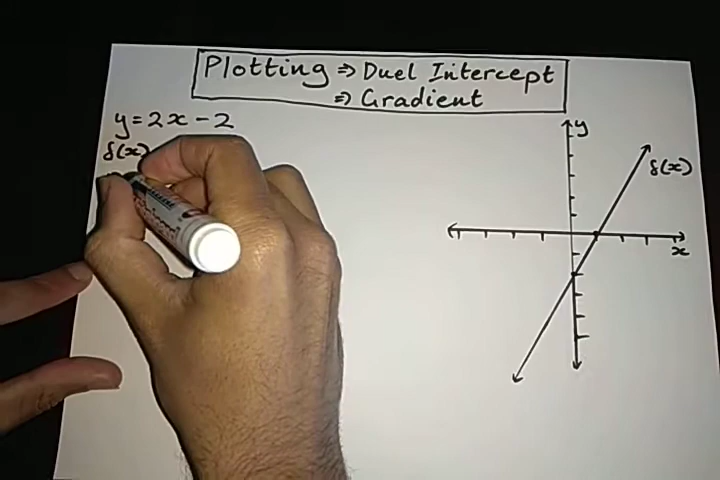 Plotting ⇒ Duel Intercept
⇒ Gradient
y = 2x - 2
f(x)
y
f(x)
x